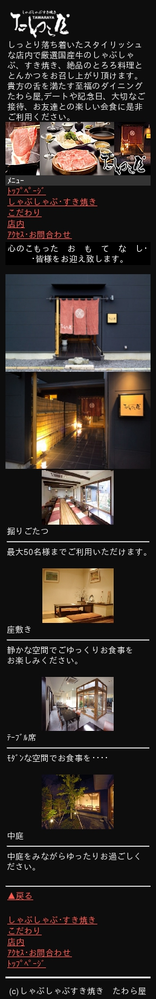 しゃぶしゃぶすき焼き
TAWARAYA
たわら屋
しっとり落ち着いたスタイリッシュ
な店内で厳選国産牛のしゃぶしゃ
ぶ、すき焼き、絶品のとろろ料理と
とんかつをお召し上がり頂けます。
貴方の舌を満たす至福のダイニング
たわら屋,デートや記念日、大切なご
接待、お友達との楽しい会食に是非
ご利用ください。
たわら屋
ﾒﾆｭｰ
ﾄｯﾌﾟﾍﾟｰｼﾞ
しゃぶしゃぶ･すき焼き
こだわり
店内
ｱｸｾｽ･お問合わせ
心のこもった　お　も　て　な　し･
･皆様をお迎え致します。
たわら屋
掘りごたつ
最大50名様までご利用いただけます。
座敷き
静かな空間でごゆっくりお食事を
お楽しみください。
ﾃｰﾌﾞﾙ席
ﾓﾀﾞﾝな空間でお食事を････
中庭
中庭をみながらゆったりお過ごしく
ださい。
▲戻る
しゃぶしゃぶ･すき焼き
こだわり
店内
ｱｸｾｽ･お問合わせ
ﾄｯﾌﾟﾍﾟｰｼﾞ
(c)しゃぶしゃぶすき焼き　たわら屋